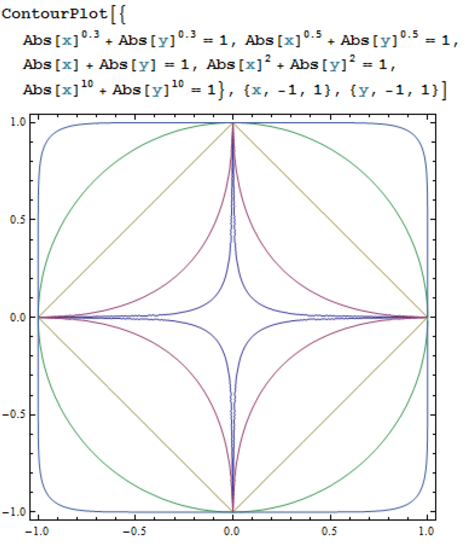 ContourPlot[{
Abs[x]^0.3 + Abs[y]^0.3 = 1, Abs[x]^0.5 + Abs[y]^0.5 = 1,
Abs[x] + Abs[y] = 1, Abs[x]^2 + Abs[y]^2 = 1,
Abs[x]^10 + Abs[y]^10 = 1}, {x, -1, 1}, {y, -1, 1}]
1.0
0.5
0.0
-0.5
-1.0
-1.0 -0.5 0.0 0.5 1.0